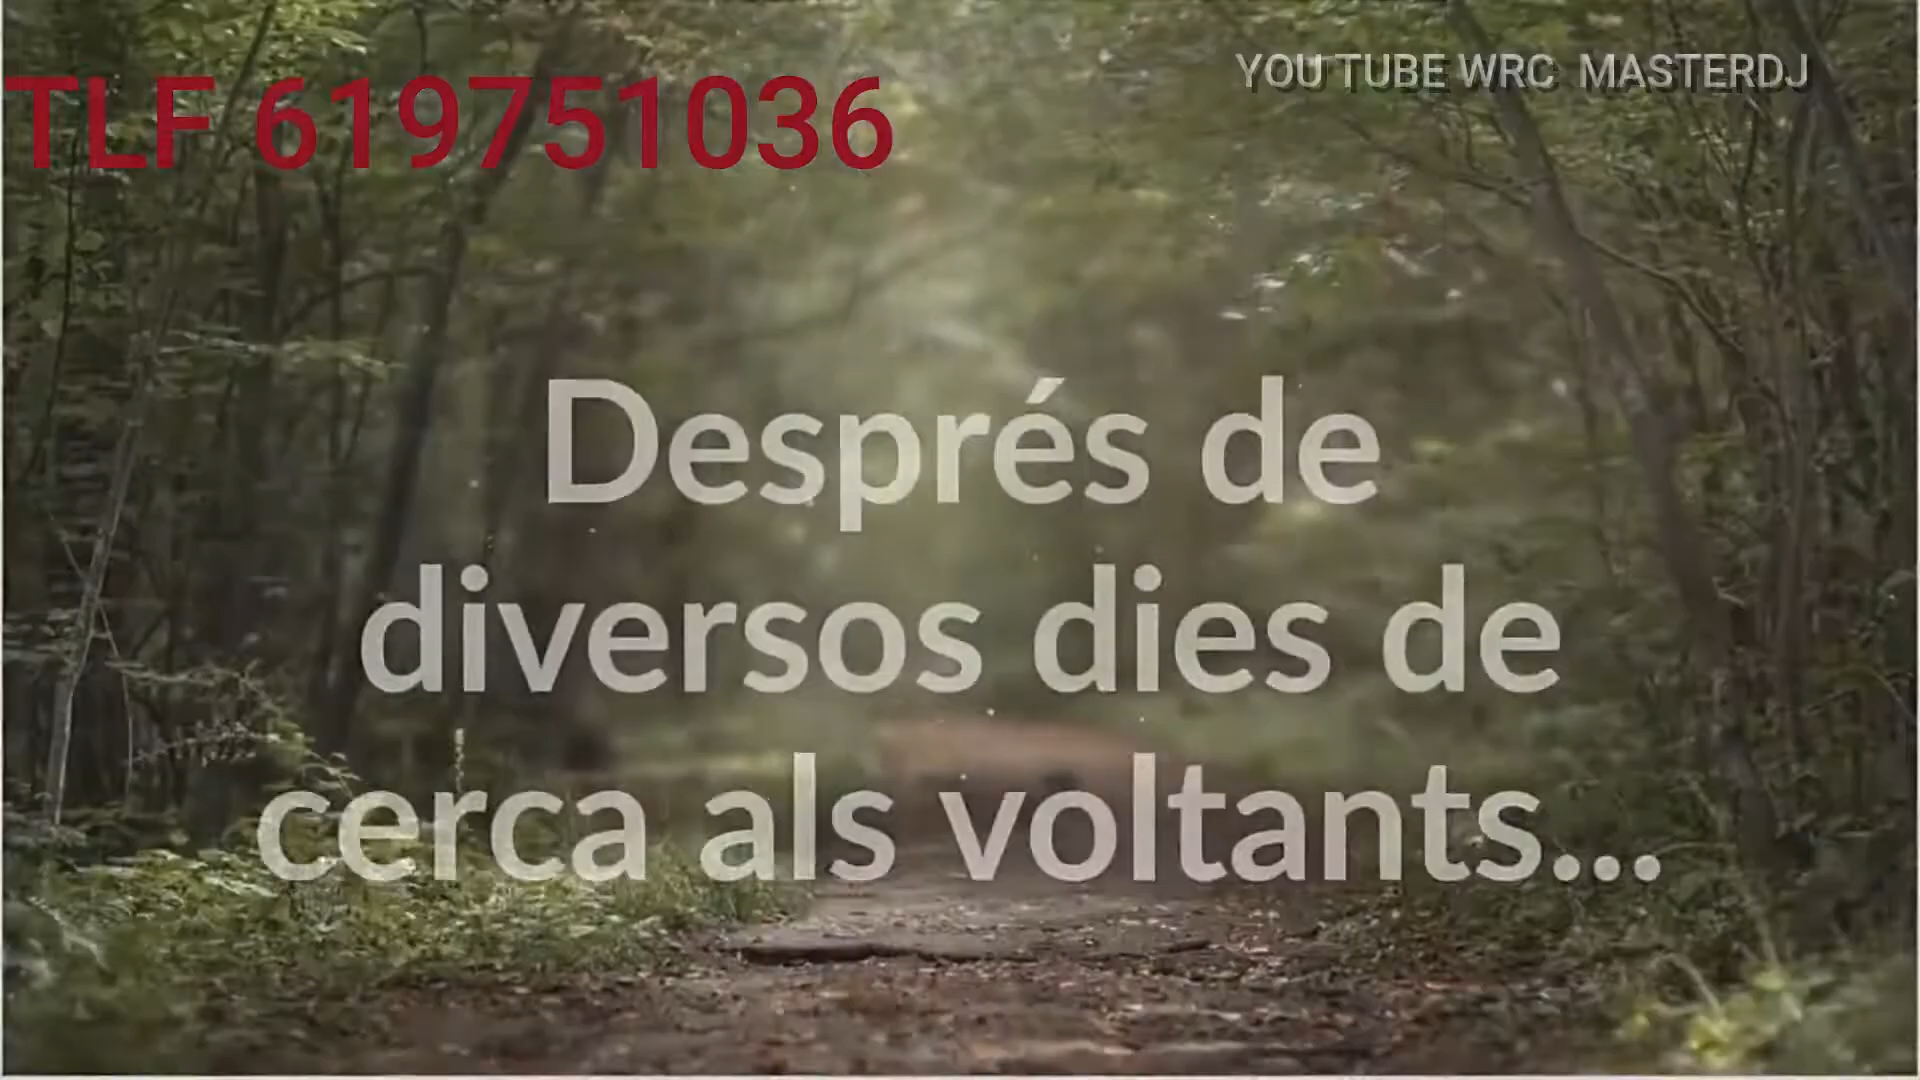 TLF 619751036
YOU TUBE WRC MASTERDJ
Després de
diversos dies de
cerca als voltants...